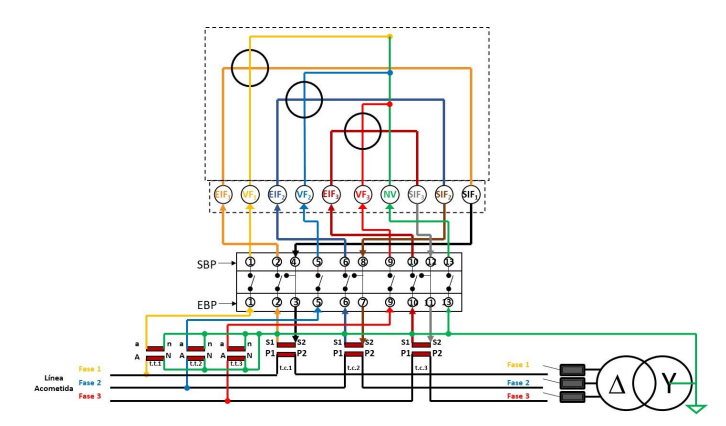 EIF₁ VF₁ EIF₂ VF₂ EIF₃ VF₃ NV SIF₃ SIF₂ SIF₁
SBP 1 2 4 5 6 8 9 10 12 13
EBP 1 2 3 5 6 7 9 10 11 13
a n a n a n S1 S2 S1 S2 S1 S2
A N A N A N P1 P2 P1 P2 P1 P2
t.t.1 t.t.2 t.t.3 t.c.1 t.c.2 t.c.3
Línea
Acometida
Fase 1
Fase 2
Fase 3
Fase 1
Fase 2
Fase 3
Δ Y